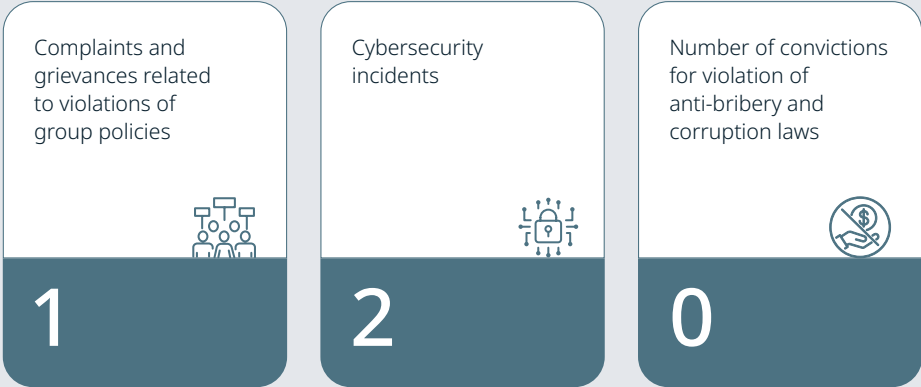 Complaints and
grievances related
to violations of
group policies
1
Cybersecurity
incidents
2
Number of convictions
for violation of
anti-bribery and
corruption laws
$
0